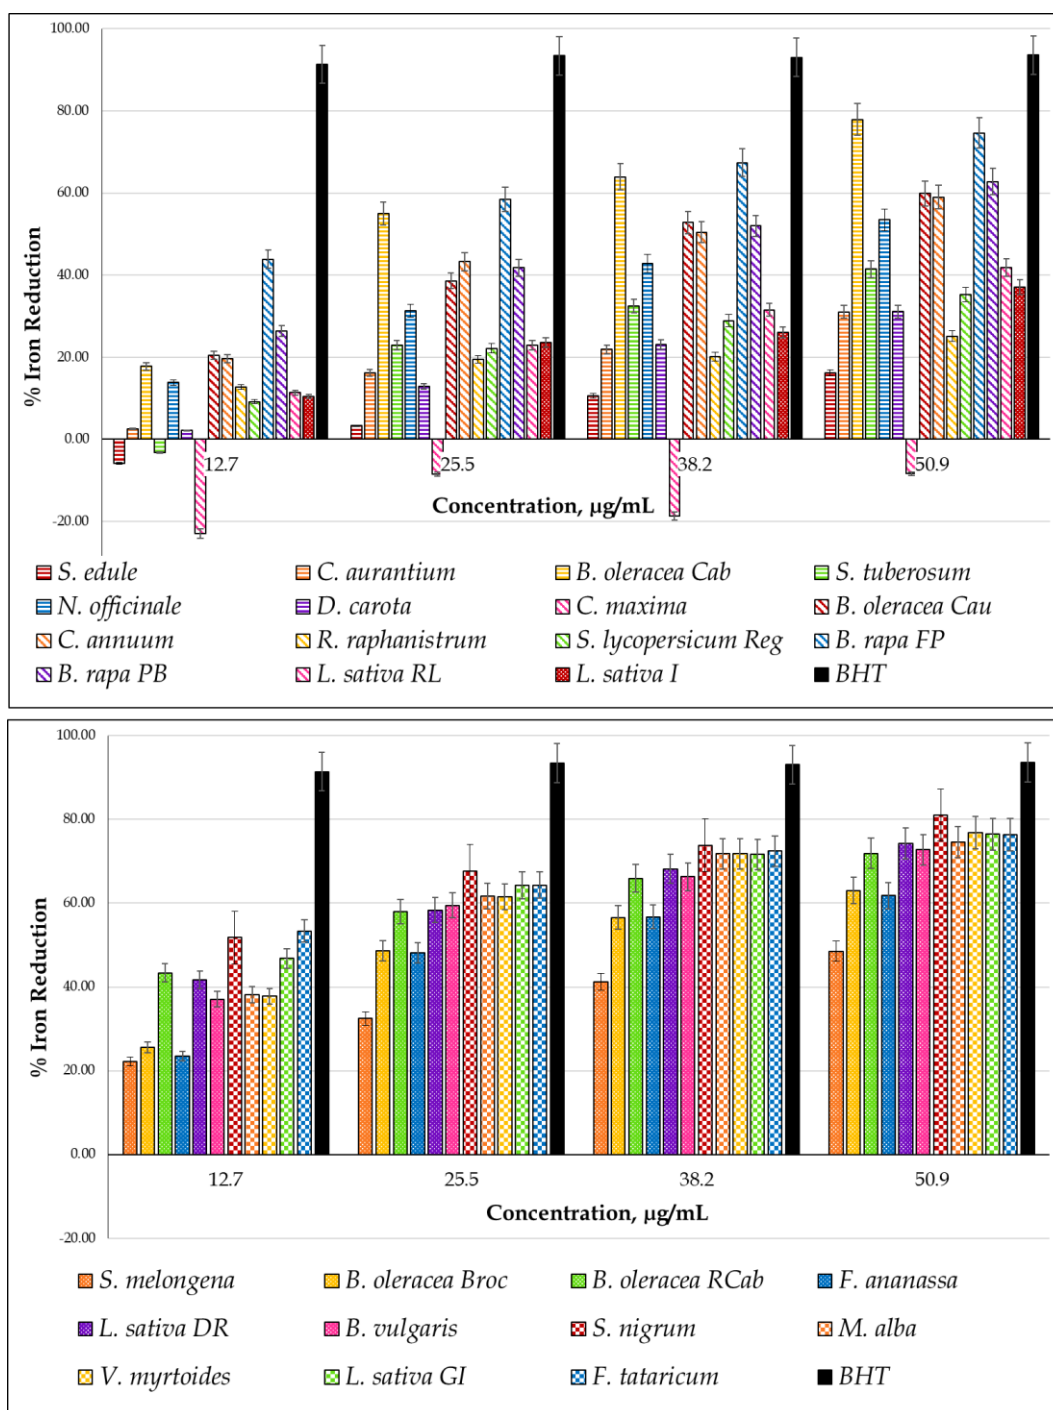 100.00
80.00
60.00
40.00
20.00
0.00
-20.00
% Iron Reduction
12.7 25.5 38.2 50.9
Concentration, µg/mL
S. edule C. aurantium B. oleracea Cab S. tuberosum
N. officinale D. carota C. maxima B. oleracea Cau
C. annuum R. raphanistrum S. lycopersicum Reg B. rapa FP
B. rapa PB L. sativa RL L. sativa I BHT
100.00
80.00
60.00
40.00
20.00
0.00
-20.00
% Iron Reduction
12.7 25.5 38.2 50.9
Concentration, µg/mL
S. melongena B. oleracea Broc B. oleracea RCab F. ananassa
L. sativa DR B. vulgaris S. nigrum M. alba
V. myrtoides L. sativa GI F. tataricum BHT